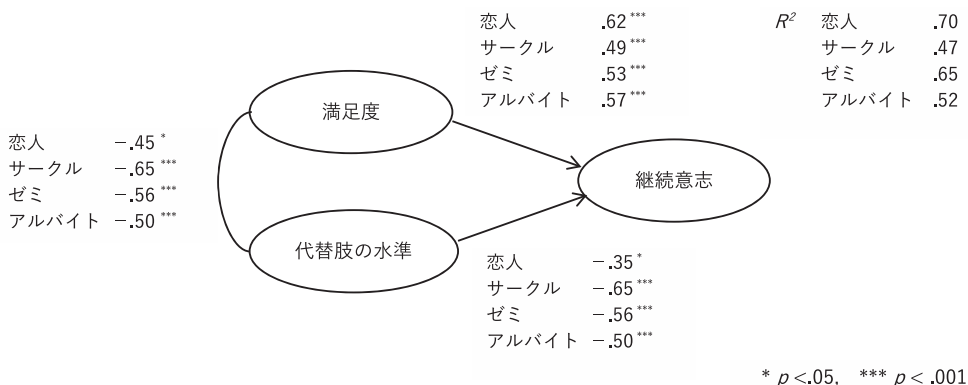 恋人 .62 ***
サークル .49 ***
ゼミ .53 ***
アルバイト .57 ***
R² 恋人 .70
サークル .47
ゼミ .65
アルバイト .52
満足度
恋人 −.45 *
サークル −.65 ***
ゼミ −.56 ***
アルバイト −.50 ***
継続意志
代替肢の水準
恋人 −.35 *
サークル −.65 ***
ゼミ −.56 ***
アルバイト −.50 ***
* p <.05, *** p < .001